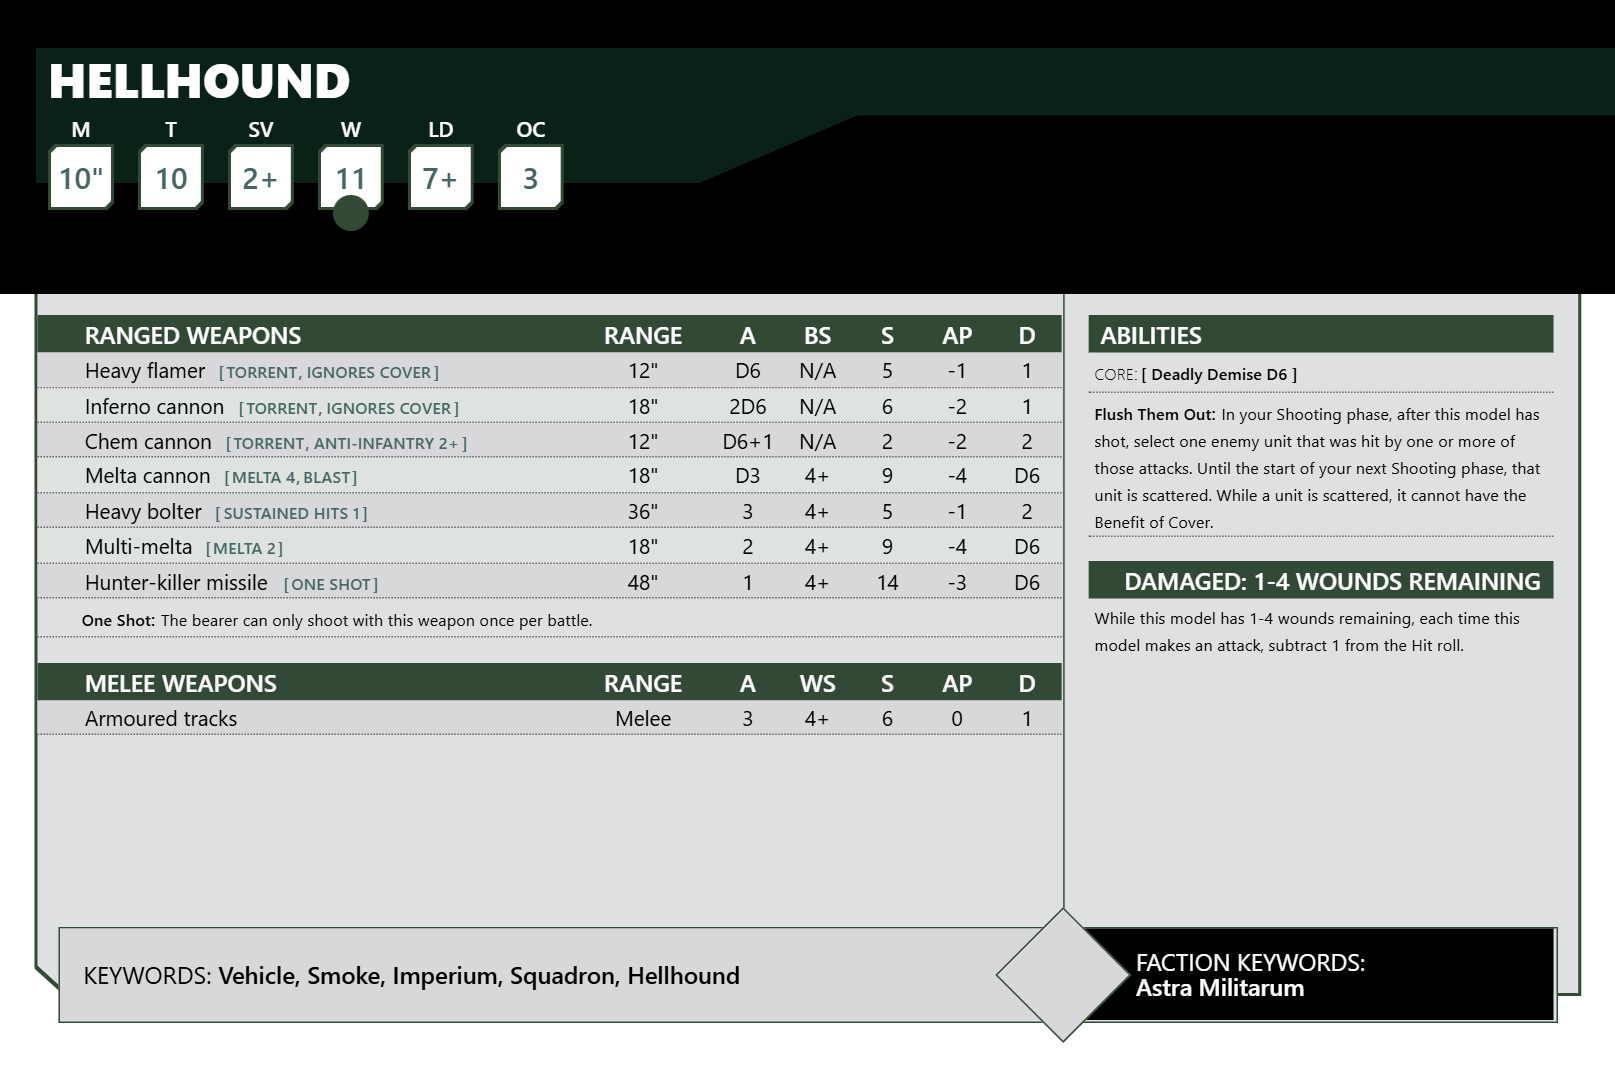 HELLHOUND
M T SV W LD OC
10" 10 2+ 11 7+ 3
RANGED WEAPONS RANGE A BS S AP D
Heavy flamer [TORRENT, IGNORES COVER] 12" D6 N/A 5 -1 1
Inferno cannon [TORRENT, IGNORES COVER] 18" 2D6 N/A 6 -2 1
Chem cannon [TORRENT, ANTI-INFANTRY 2+] 12" D6+1 N/A 2 -2 2
Melta cannon [MELTA 4, BLAST] 18" D3 4+ 9 -4 D6
Heavy bolter [SUSTAINED HITS 1] 36" 3 4+ 5 -1 2
Multi-melta [MELTA 2] 18" 2 4+ 9 -4 D6
Hunter-killer missile [ONE SHOT] 48" 1 4+ 14 -3 D6
One Shot: The bearer can only shoot with this weapon once per battle.
MELEE WEAPONS RANGE A WS S AP D
Armoured tracks Melee 3 4+ 6 0 1
ABILITIES
CORE: [ Deadly Demise D6 ]
Flush Them Out: In your Shooting phase, after this model has
shot, select one enemy unit that was hit by one or more of
those attacks. Until the start of your next Shooting phase, that
unit is scattered. While a unit is scattered, it cannot have the
Benefit of Cover.
DAMAGED: 1-4 WOUNDS REMAINING
While this model has 1-4 wounds remaining, each time this
model makes an attack, subtract 1 from the Hit roll.
KEYWORDS: Vehicle, Smoke, Imperium, Squadron, Hellhound
FACTION KEYWORDS:
Astra Militarum